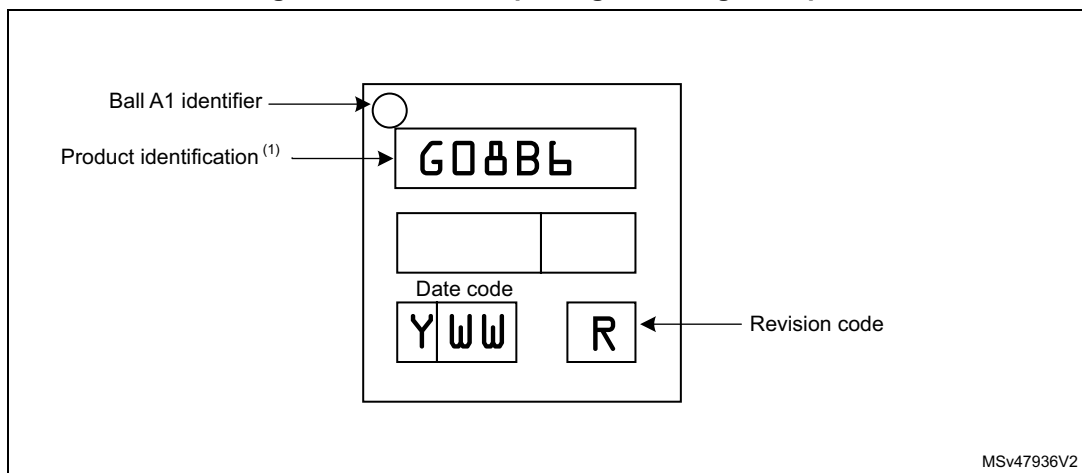 Ball A1 identifier
Product identification (1)
G08B6
Date code
Y WW
R
Revision code
MSv47936V2